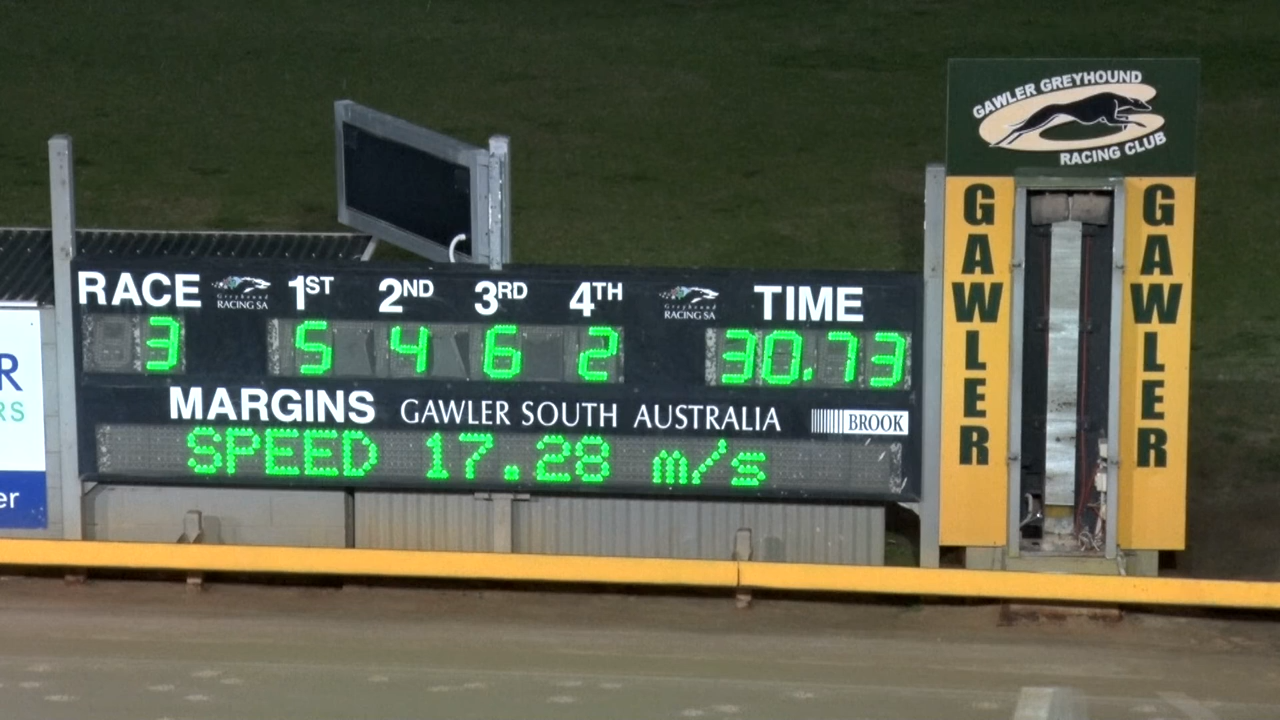 GAWLER GREYHOUND
RACING CLUB
GAWLER
GAWLER
RACE 1ST 2ND 3RD 4TH TIME
Greyhound
RACING SA
Greyhound
RACING SA
3 5 4 6 2 30.73
MARGINS GAWLER SOUTH AUSTRALIA BROOK
SPEED 17.28 m/s
R
RS
er